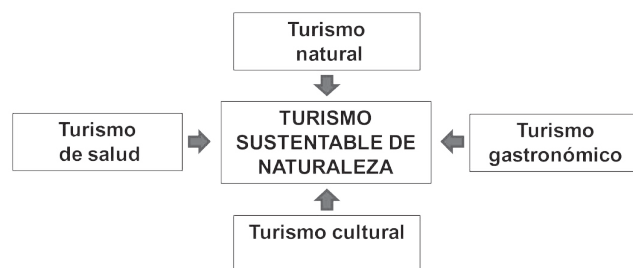 Turismo
natural
Turismo
de salud
TURISMO
SUSTENTABLE DE
NATURALEZA
Turismo
gastronómico
Turismo cultural